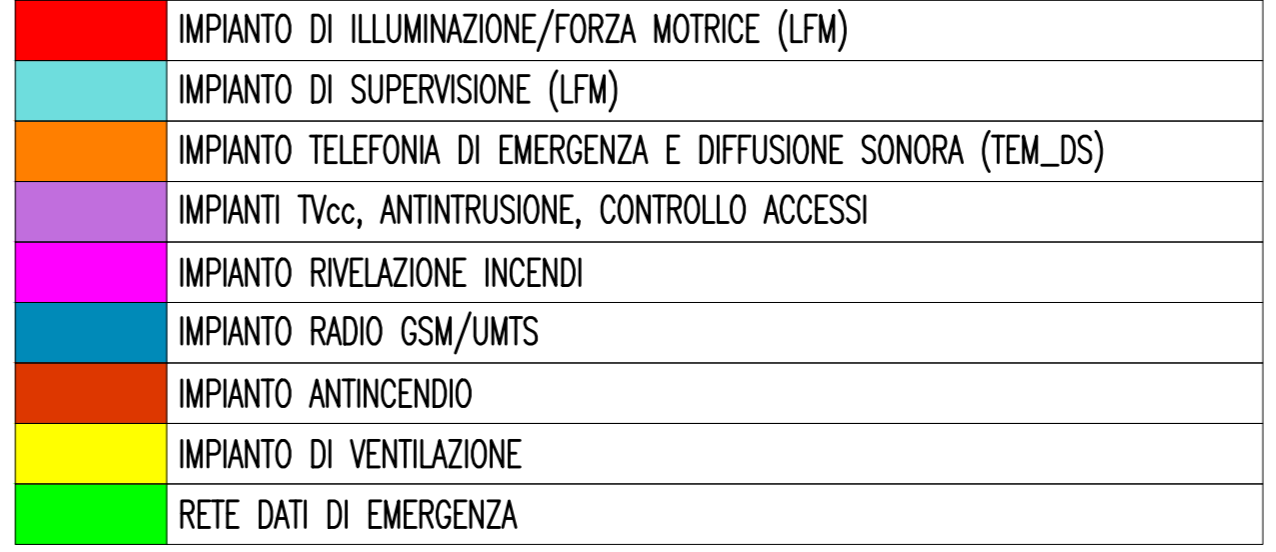 IMPIANTO DI ILLUMINAZIONE/FORZA MOTRICE (LFM)
IMPIANTO DI SUPERVISIONE (LFM)
IMPIANTO TELEFONIA DI EMERGENZA E DIFFUSIONE SONORA (TEM_DS)
IMPIANTI TVcc, ANTINTRUSIONE, CONTROLLO ACCESSI
IMPIANTO RIVELAZIONE INCENDI
IMPIANTO RADIO GSM/UMTS
IMPIANTO ANTINCENDIO
IMPIANTO DI VENTILAZIONE
RETE DATI DI EMERGENZA